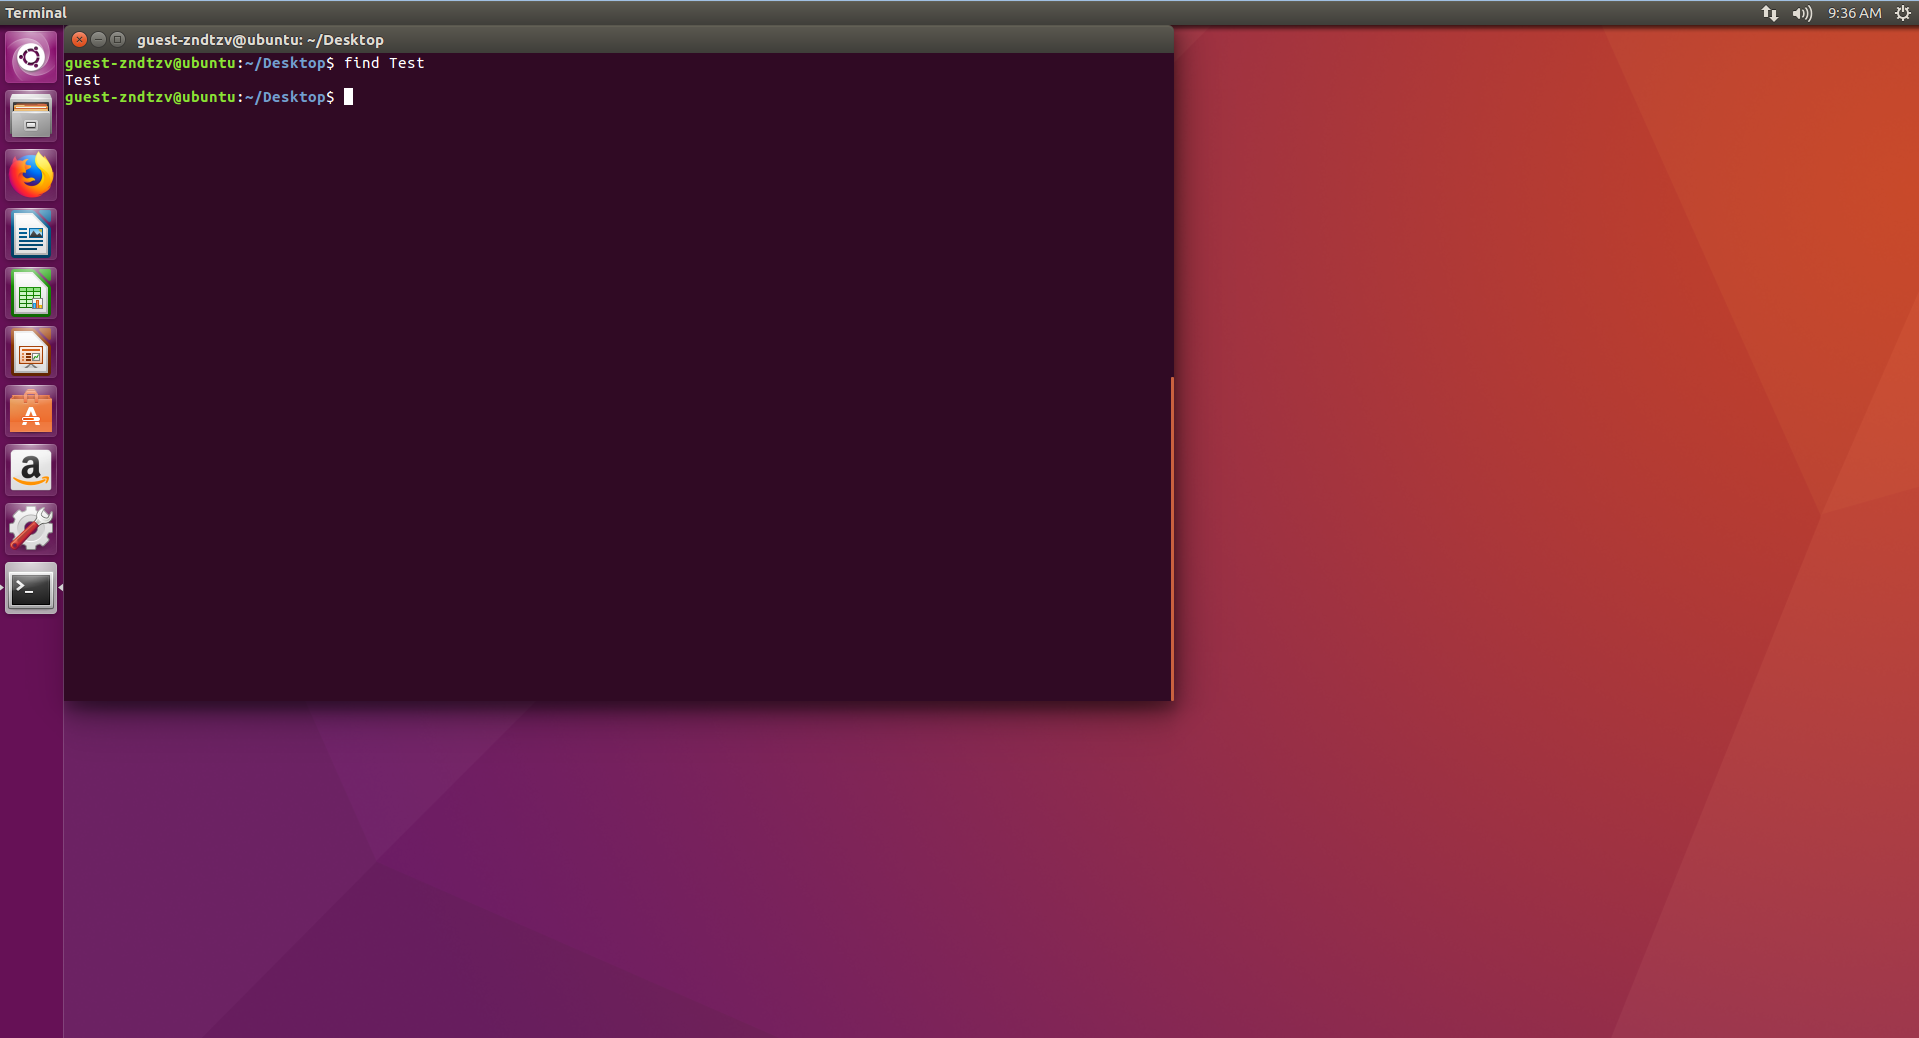 Terminal
9:36 AM
guest-zndtzv@ubuntu: ~/Desktop
guest-zndtzv@ubuntu:~/Desktop$ find Test
Test
guest-zndtzv@ubuntu:~/Desktop$